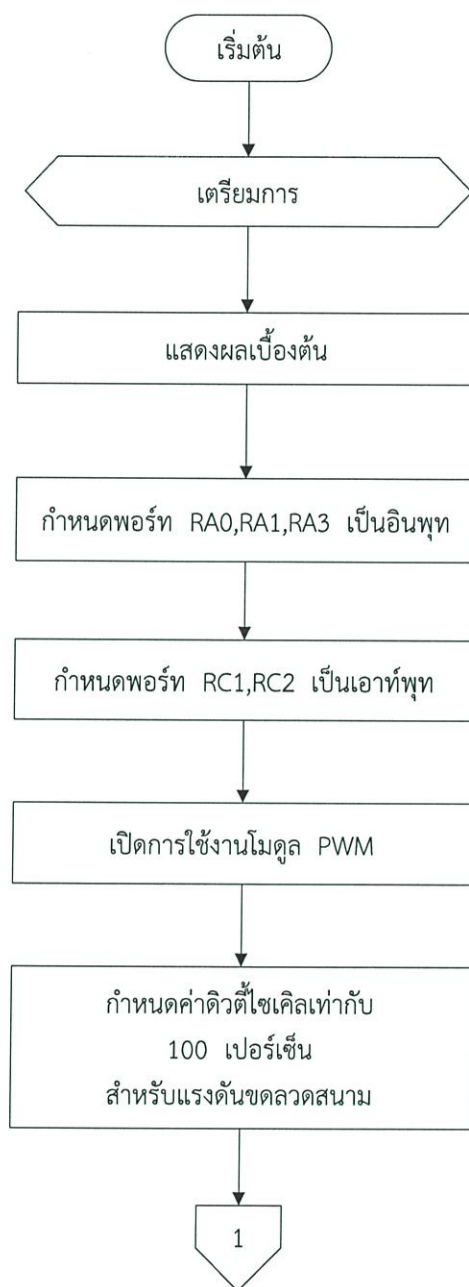 เริ่มต้น
เตรียมการ
แสดงผลเบื้องต้น
กำหนดพอร์ท RA0,RA1,RA3 เป็นอินพุท
กำหนดพอร์ท RC1,RC2 เป็นเอาท์พุท
เปิดการใช้งานโมดูล PWM
กำหนดค่าดิวตี้ไซเคิลเท่ากับ
100 เปอร์เซ็น
สำหรับแรงดันขดลวดสนาม
1